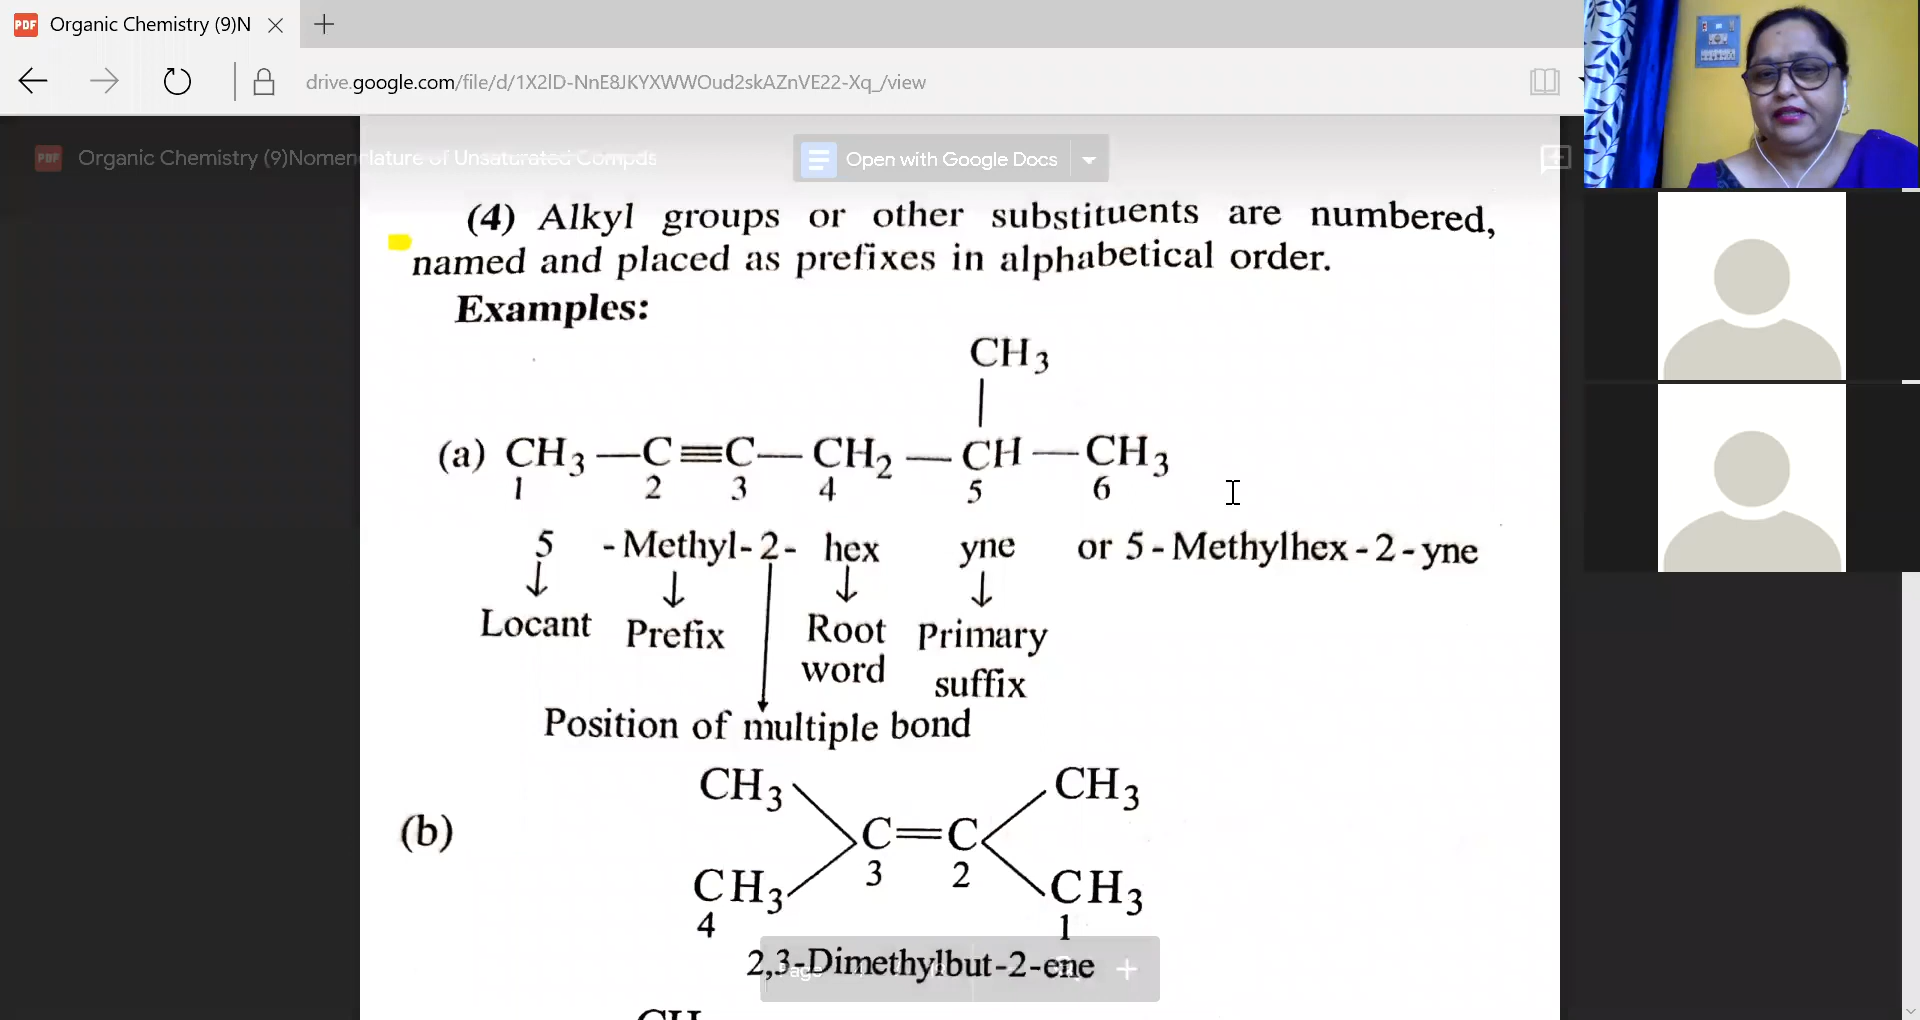 PDF Organic Chemistry (9)N
drive.google.com/file/d/1X2lD-NnE8JKYXWWOud2skAZnVE22-Xq_/view
PDF Organic Chemistry (9)Nomenclature of Unsaturated Compds
Open with Google Docs
(4) Alkyl groups or other substituents are numbered,
named and placed as prefixes in alphabetical order.
Examples:
CH3
(a) CH3—C≡C—CH2—CH—CH3
1 2 3 4 5 6
5 -Methyl-2- hex yne or 5-Methylhex-2-yne
Locant Prefix Root Primary
word suffix
Position of multiple bond
CH3 CH3
(b) C=C
3 2
CH3 CH3
4 1
2,3-Dimethylbut-2-ene
Page